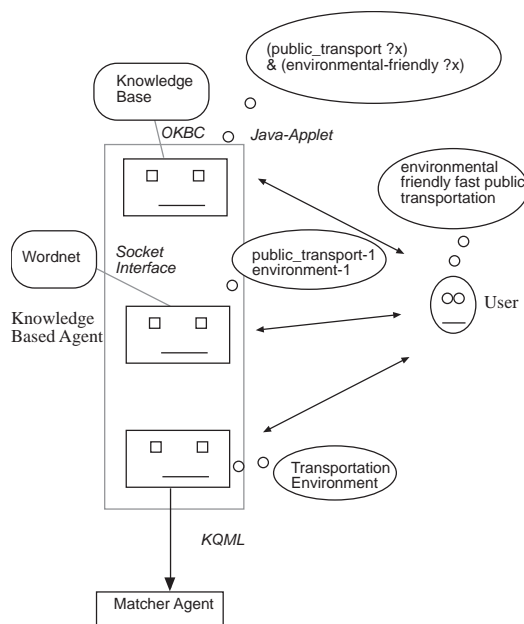 (public_transport ?x)
& (environmental-friendly ?x)
Knowledge
Base
OKBC
Java-Applet
environmental
friendly fast public
transportation
Wordnet
Socket
Interface
public_transport-1
environment-1
User
Knowledge
Based Agent
Transportation
Environment
KQML
Matcher Agent